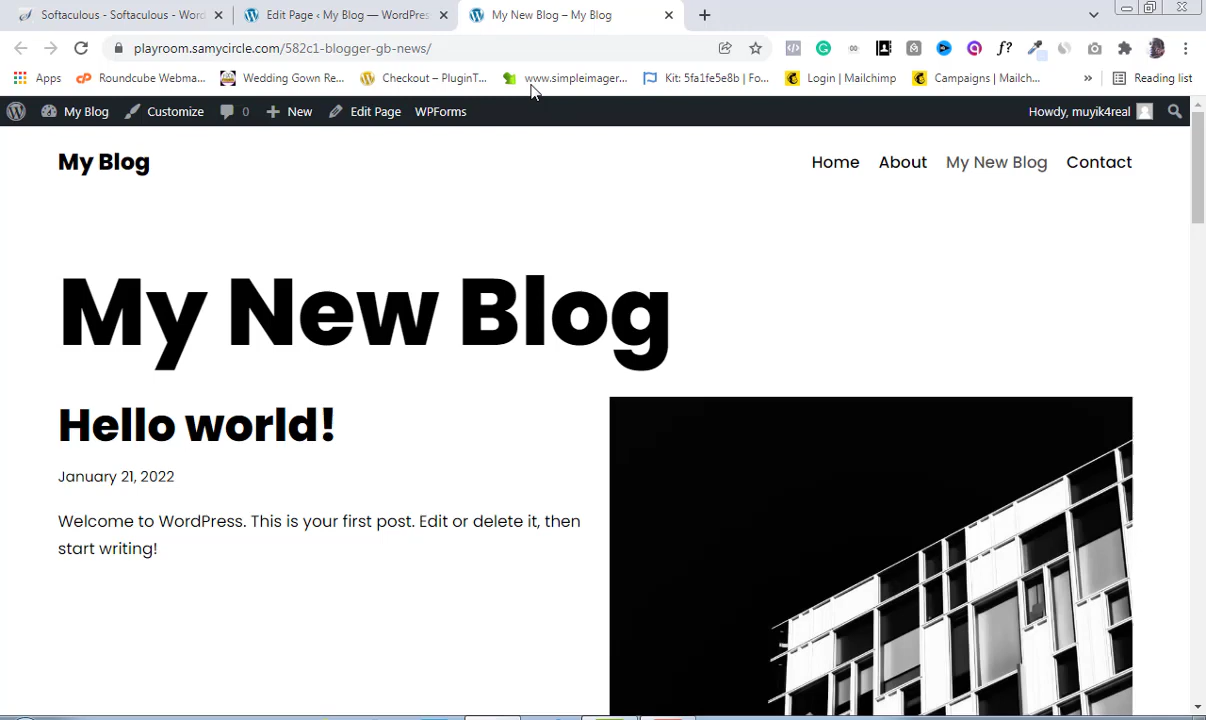 Softaculous - Softaculous - Word
Edit Page ‹ My Blog — WordPres
My New Blog – My Blog
playroom.samycircle.com/582c1-blogger-gb-news/
f?
Apps
cP
Roundcube Webma...
Wedding Gown Re...
Checkout – PluginT...
www.simpleimager...
Kit: 5fa1fe5e8b | Fo...
Login | Mailchimp
Campaigns | Mailch...
»
Reading list
My Blog
Customize
0
New
Edit Page
WPForms
Howdy, muyik4real
My Blog
Home
About
My New Blog
Contact
My New Blog
Hello world!
January 21, 2022
Welcome to WordPress. This is your first post. Edit or delete it, then
start writing!